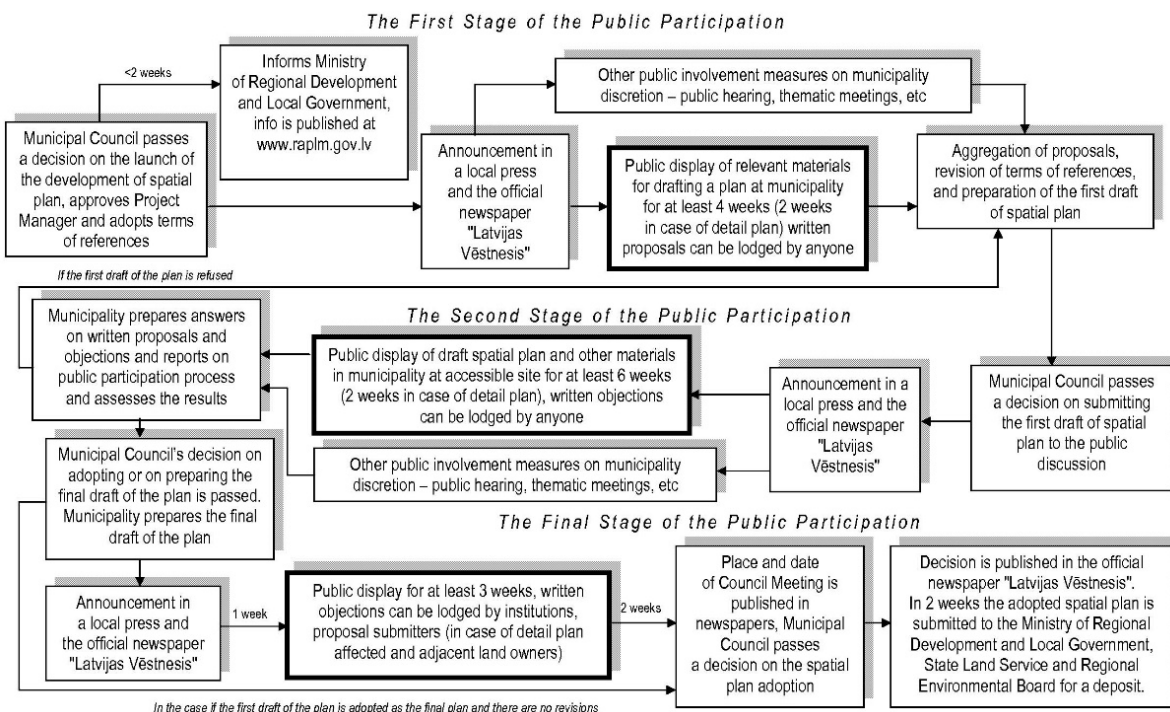 The First Stage of the Public Participation
<2 weeks
Informs Ministry
of Regional Development
and Local Government,
info is published at
www.raplm.gov.lv
Municipal Council passes
a decision on the launch of
the development of spatial
plan, approves Project
Manager and adopts terms
of references
Announcement in
a local press
and the official
newspaper
"Latvijas
Vēstnesis"
Other public involvement measures on municipality
discretion – public hearing, thematic meetings, etc
Public display of relevant materials
for drafting a plan at municipality
for at least 4 weeks (2 weeks
in case of detail plan) written
proposals can be lodged by anyone
Aggregation of proposals,
revision of terms of references,
and preparation of the first draft
of spatial plan
If the first draft of the plan is refused
The Second Stage of the Public Participation
Municipality prepares answers
on written proposals and
objections and reports on
public participation process
and assesses the results
Public display of draft spatial plan and other materials
in municipality at accessible site for at least 6 weeks
(2 weeks in case of detail plan), written objections
can be lodged by anyone
Announcement in a
local press and the
official newspaper
"Latvijas
Vēstnesis"
Municipal Council passes
a decision on submitting
the first draft of spatial
plan to the public
discussion
Municipal Council's decision on
adopting or on preparing the
final draft of the plan is passed.
Municipality prepares the final
draft of the plan
Other public involvement measures on municipality
discretion – public hearing, thematic meetings, etc
The Final Stage of the Public Participation
Announcement in
a local press and
the official newspaper
"Latvijas Vēstnesis"
1 week
Public display for at least 3 weeks, written
objections can be lodged by institutions,
proposal submitters (in case of detail plan
affected and adjacent land owners)
2 weeks
Place and date
of Council Meeting is
published in
newspapers, Municipal
Council passes
a decision on the spatial
plan adoption
Decision is published in the official
newspaper "Latvijas Vēstnesis".
In 2 weeks the adopted spatial plan is
submitted to the Ministry of Regional
Development and Local Government,
State Land Service and Regional
Environmental Board for a deposit.
In the case if the first draft of the plan is adopted as the final plan and there are no revisions